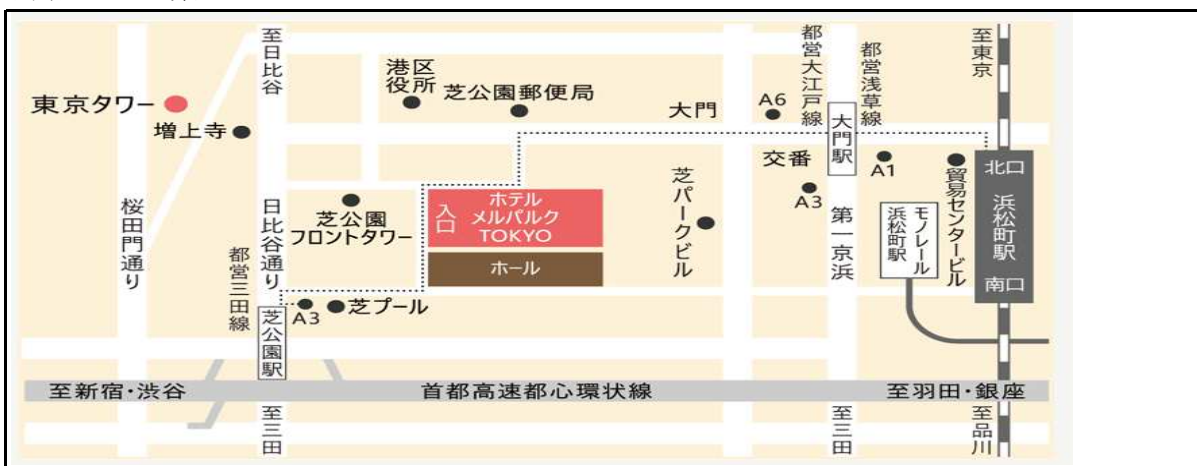 至日比谷
都営大江戸線
都営浅草線
至東京
港区
役所
芝公園郵便局
東京タワー
増上寺
大門
A6
大門駅
交番
A3
A1
貿易センタービル
北口
浜松町駅
南口
桜田門通り
日比谷通り
都営三田線
芝公園
フロントタワー
入口
ホテル
メルパルク
TOKYO
ホール
芝パークビル
第一京浜
モノレール
浜松町駅
A3
芝プール
芝公園駅
至新宿・渋谷
首都高速都心環状線
至羽田・銀座
至三田
至三田
至品川